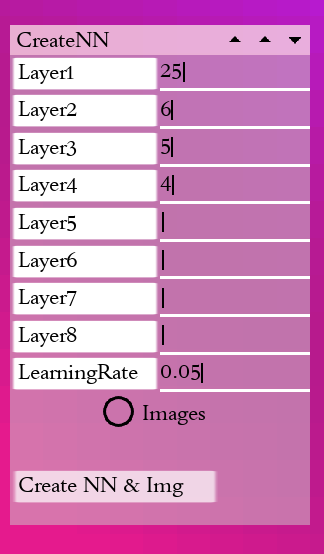 CreateNN
Layer1 25
Layer2 6
Layer3 5
Layer4 4
Layer5
Layer6
Layer7
Layer8
LearningRate 0.05
Images
Create NN & Img